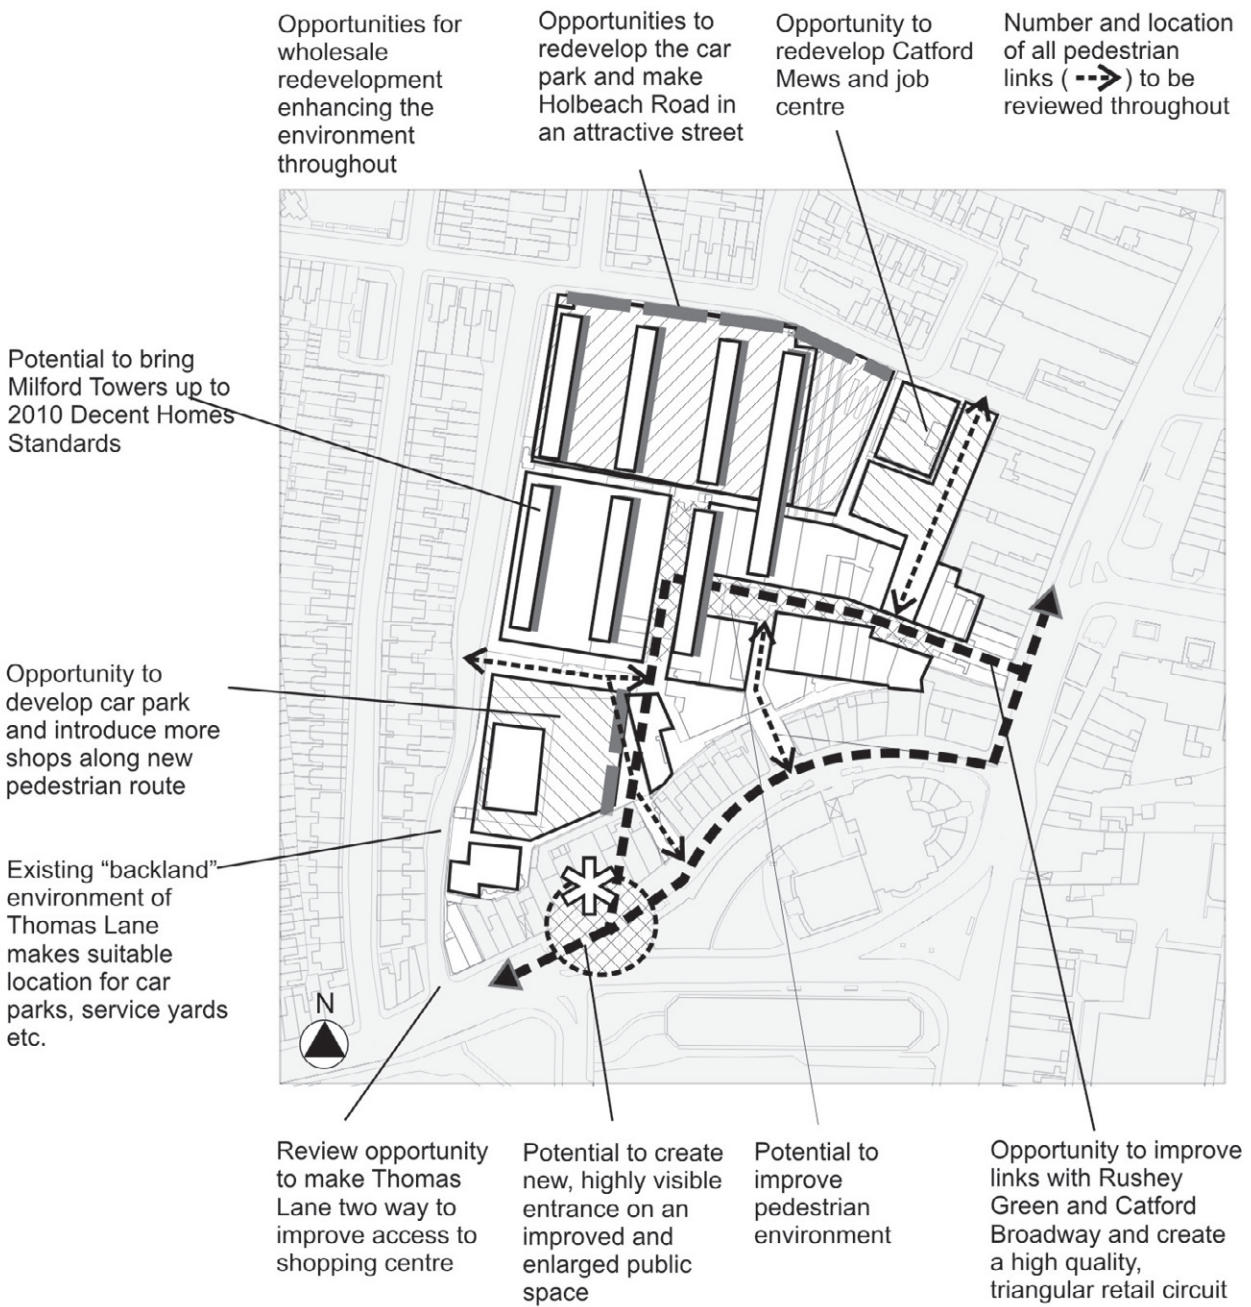 Opportunities for
wholesale
redevelopment
enhancing the
environment
throughout
Opportunities to
redevelop the car
park and make
Holbeach Road in
an attractive street
Opportunity to
redevelop Catford
Mews and job
centre
Number and location
of all pedestrian
links ( ) to be
reviewed throughout
Potential to bring
Milford Towers up to
2010 Decent Homes
Standards
Opportunity to
develop car park
and introduce more
shops along new
pedestrian route
Existing “backland”
environment of
Thomas Lane
makes suitable
location for car
parks, service yards
etc.
N
Review opportunity
to make Thomas
Lane two way to
improve access to
shopping centre
Potential to create
new, highly visible
entrance on an
improved and
enlarged public
space
Potential to
improve
pedestrian
environment
Opportunity to improve
links with Rushey
Green and Catford
Broadway and create
a high quality,
triangular retail circuit